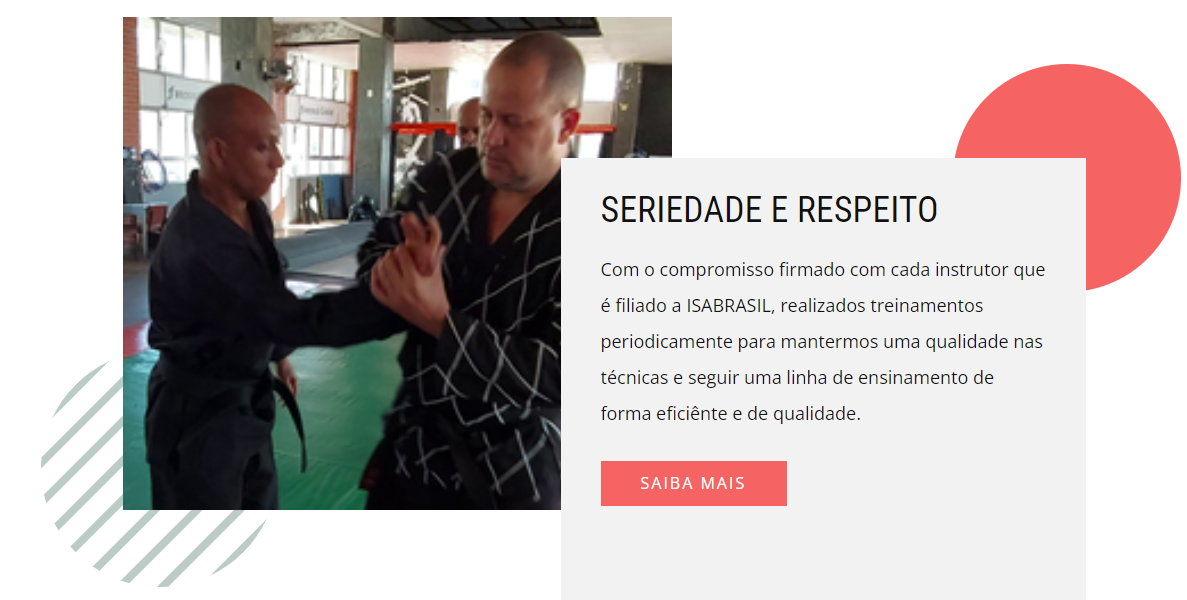 SERIEDADE E RESPEITO
Com o compromisso firmado com cada instrutor que
é filiado a ISABRASIL, realizados treinamentos
periodicamente para mantermos uma qualidade nas
técnicas e seguir uma linha de ensinamento de
forma eficiênte e de qualidade.
SAIBA MAIS